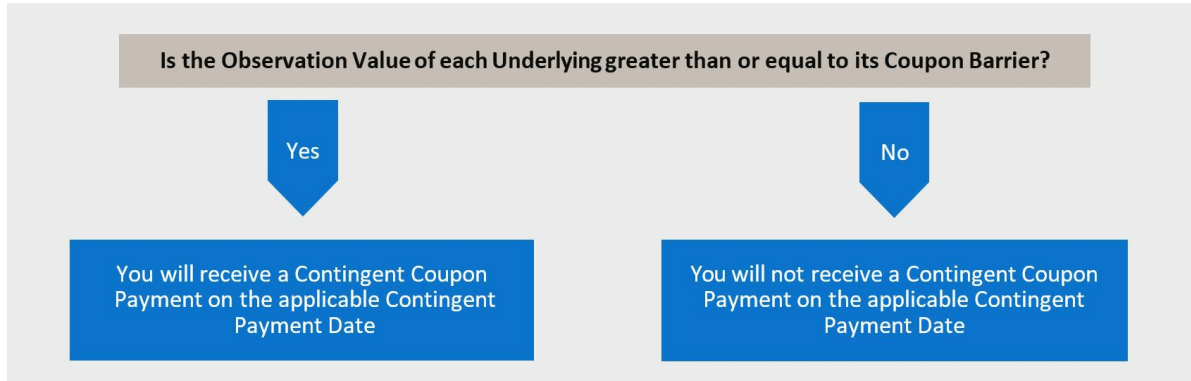 Is the Observation Value of each Underlying greater than or equal to its Coupon Barrier?
Yes
No
You will receive a Contingent Coupon
Payment on the applicable Contingent
Payment Date
You will not receive a Contingent Coupon
Payment on the applicable Contingent
Payment Date